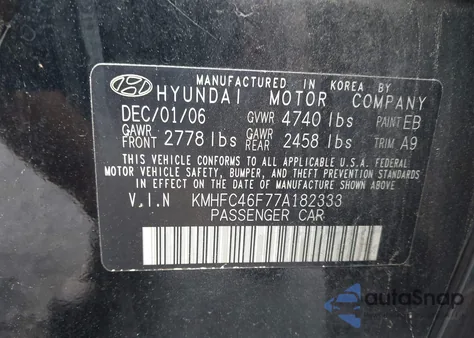 MANUFACTURED IN KOREA BY
HYUNDAI MOTOR COMPANY
DEC/01/06 GVWR 4740 lbs PAINT EB
GAWR FRONT 2778 lbs GAWR REAR 2458 lbs TRIM A9
THIS VEHICLE CONFORMS TO ALL APPLICABLE U.S.A. FEDERAL
MOTOR VEHICLE SAFETY, BUMPER, AND THEFT PREVENTION STANDARDS
IN EFFECT ON THE DATE OF MANUFACTURE SHOWN ABOVE.
V.I.N KMHFC46F77A182333
PASSENGER CAR
autoSnap